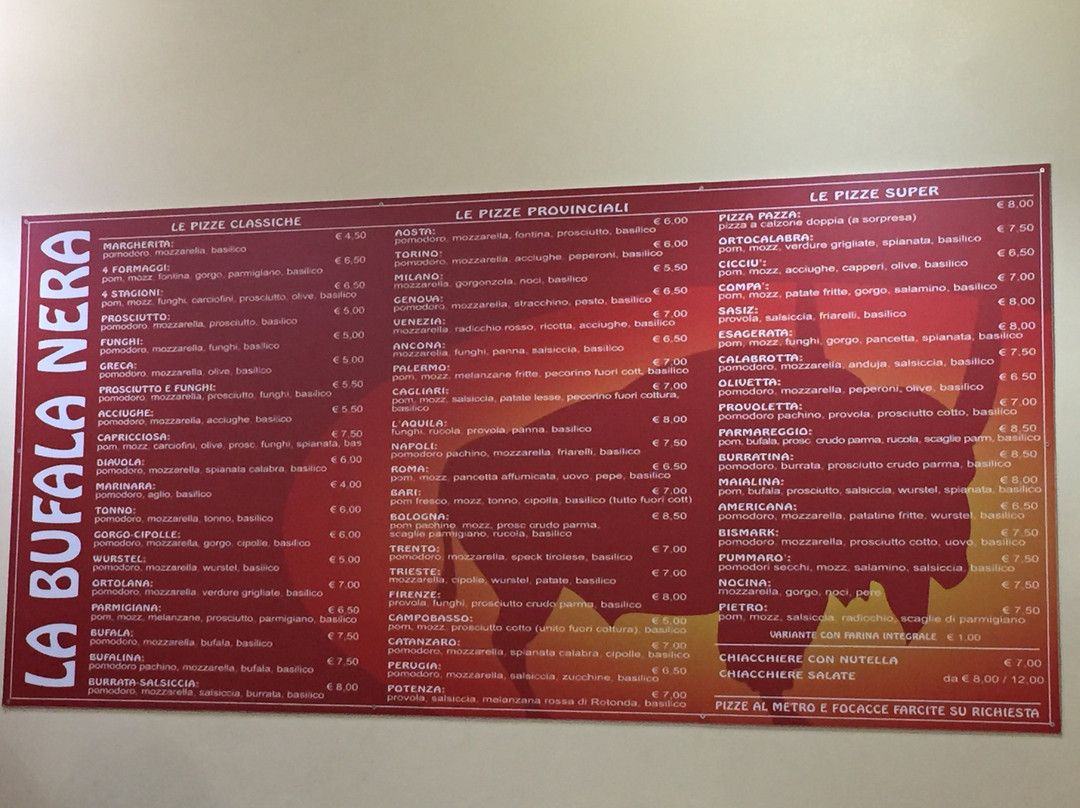 LA BUFALA NERA
LE PIZZE CLASSICHE
MARGHERITA: € 4,50
pomodoro, mozzarella, basilico
4 FORMAGGI: € 6,50
pom, mozz, fontina, gorgo, parmigiano, basilico
4 STAGIONI: € 6,50
pom, mozz, funghi, carciofini, prosciutto, olive, basilico
PROSCIUTTO: € 5,00
pomodoro, mozzarella, prosciutto, basilico
FUNGHI: € 5,00
pomodoro, mozzarella, funghi, basilico
GRECA: € 5,00
pomodoro, mozzarella, olive, basilico
PROSCIUTTO E FUNGHI: € 5,50
pomodoro, mozzarella, prosciutto, funghi, basilico
ACCIUGHE: € 5,50
pomodoro, mozzarella, acciughe, basilico
CAPRICCIOSA: € 7,50
pom, mozz, carciofini, olive, prosc, funghi, spianata, bas
DIAVOLA: € 6,00
pomodoro, mozzarella, spianata calabra, basilico
MARINARA: € 4,00
pomodoro, aglio, basilico
TONNO: € 6,00
pomodoro, mozzarella, tonno, basilico
GORGO-CIPOLLE: € 6,00
pomodoro, mozzarella, gorgo, cipolle, basilico
WURSTEL: € 5,00
pomodoro, mozzarella, wurstel, basilico
ORTOLANA: € 7,00
pomodoro, mozzarella, verdure grigliate, basilico
PARMIGIANA: € 6,50
pom, mozz, melanzane, prosciutto, parmigiano, basilico
BUFALA: € 7,50
pomodoro, mozzarella, bufala, basilico
BUFALINA: € 7,50
pomodoro pachino, mozzarella, bufala, basilico
BURRATA-SALSICCIA: € 8,00
pomodoro, mozzarella, salsiccia, burrata, basilico
LE PIZZE PROVINCIALI
AOSTA: € 6,00
pomodoro, mozzarella, fontina, prosciutto, basilico
TORINO: € 6,00
pomodoro, mozzarella, acciughe, peperoni, basilico
MILANO: € 5,50
mozzarella, gorgonzola, noci, basilico
GENOVA: € 6,50
pomodoro, mozzarella, stracchino, pesto, basilico
VENEZIA: € 7,00
mozzarella, radicchio rosso, ricotta, acciughe, basilico
ANCONA: € 6,50
mozzarella, funghi, panna, salsiccia, basilico
PALERMO: € 7,00
pom, mozz, melanzane fritte, pecorino fuori cott, basilico
CAGLIARI: € 7,00
pom, mozz, salsiccia, patate lesse, pecorino fuori cottura,
basilico
L'AQUILA: € 8,00
funghi, rucola, provola, panna, basilico
NAPOLI: € 7,50
pomodoro pachino, mozzarella, friarelli, basilico
ROMA: € 6,50
pom, mozz, pancetta affumicata, uovo, pepe, basilico
BARI: € 7,00
pom fresco, mozz, tonno, cipolla, basilico (tutto fuori cott)
BOLOGNA: € 8,50
pom pachino, mozz, prosc crudo parma,
scaglie parmigiano, rucola, basilico
TRENTO: € 7,00
pomodoro, mozzarella, speck tirolese, basilico
TRIESTE: € 7,00
mozzarella, cipolle, wurstel, patate, basilico
FIRENZE: € 8,00
provola, funghi, prosciutto crudo parma, basilico
CAMPOBASSO: € 5,00
pom, mozz, prosciutto cotto (unito fuori cottura), basilico
CATANZARO: € 7,00
pomodoro, mozzarella, spianata calabra, cipolle, basilico
PERUGIA: € 6,50
pomodoro, mozzarella, salsiccia, zucchine, basilico
POTENZA: € 7,00
provola, salsiccia, melanzana rossa di Rotonda, basilico
LE PIZZE SUPER
PIZZA PAZZA: € 8,00
pizza a calzone doppia (a sorpresa)
ORTOCALABRA: € 7,50
pom, mozz, verdure grigliate, spianata, basilico
CICCIU': € 6,50
pom, mozz, acciughe, capperi, olive, basilico
COMPA': € 7,00
pom, mozz, patate fritte, gorgo, salamino, basilico
SASIZ: € 8,00
provola, salsiccia, friarelli, basilico
ESAGERATA: € 8,00
pom, mozz, funghi, gorgo, pancetta, spianata, basilico
CALABROTTA: € 7,50
pomodoro, mozzarella, anduja, salsiccia, basilico
OLIVETTA: € 6,50
pomodoro, mozzarella, peperoni, olive, basilico
PROVOLETTA: € 7,00
pomodoro pachino, provola, prosciutto cotto, basilico
PARMAREGGIO: € 8,50
pom, bufala, prosc crudo parma, rucola, scaglie parm, basilico
BURRATINA: € 8,50
pomodoro, burrata, prosciutto crudo parma, basilico
MAIALINA: € 8,00
pom, bufala, prosciutto, salsiccia, wurstel, spianata, basilico
AMERICANA: € 6,50
pomodoro, mozzarella, patatine fritte, wurstel, basilico
BISMARK: € 7,50
pomodoro, mozzarella, prosciutto cotto, uovo, basilico
PUMMARO': € 7,50
pomodori secchi, mozz, salamino, salsiccia, basilico
NOCINA: € 7,50
mozzarella, gorgo, noci, pere
PIETRO: € 7,50
pom, mozz, salsiccia, radicchio, scaglie di parmigiano
VARIANTE CON FARINA INTEGRALE € 1,00
CHIACCHIERE CON NUTELLA € 7,00
CHIACCHIERE SALATE da € 8,00 / 12,00
PIZZE AL METRO E FOCACCE FARCITE SU RICHIESTA